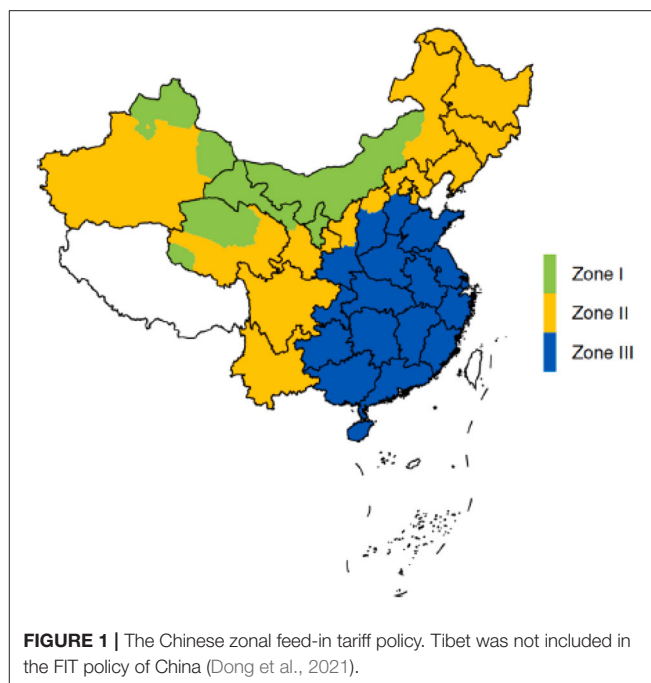 Zone I
Zone II
Zone III
FIGURE 1 | The Chinese zonal feed-in tariff policy. Tibet was not included in
the FIT policy of China (Dong et al., 2021).